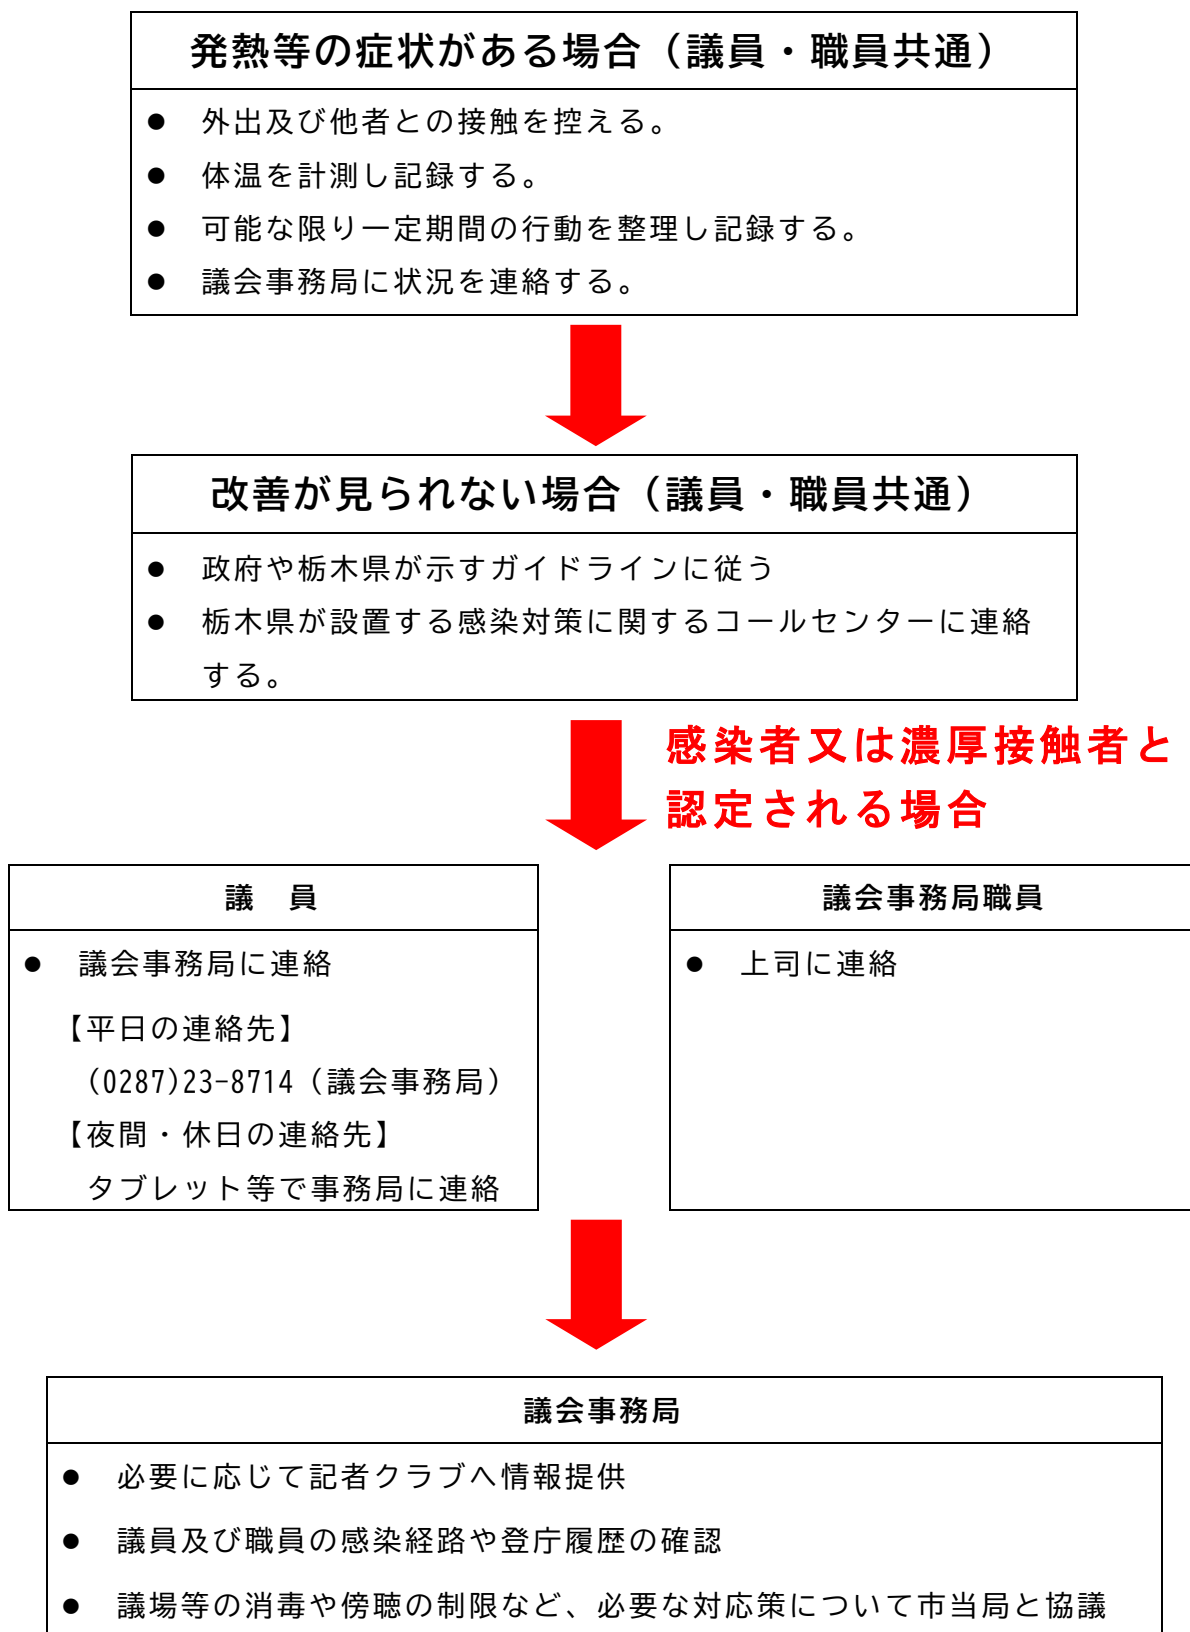 発熱等の症状がある場合（議員・職員共通）
● 外出及び他者との接触を控える。
● 体温を計測し記録する。
● 可能な限り一定期間の行動を整理し記録する。
● 議会事務局に状況を連絡する。
改善が見られない場合（議員・職員共通）
● 政府や栃木県が示すガイドラインに従う
● 栃木県が設置する感染対策に関するコールセンターに連絡
する。
感染者又は濃厚接触者と
認定される場合
議　員
● 議会事務局に連絡
【平日の連絡先】
(0287)23-8714（議会事務局）
【夜間・休日の連絡先】
タブレット等で事務局に連絡
議会事務局職員
● 上司に連絡
議会事務局
● 必要に応じて記者クラブへ情報提供
● 議員及び職員の感染経路や登庁履歴の確認
● 議場等の消毒や傍聴の制限など、必要な対応策について市当局と協議